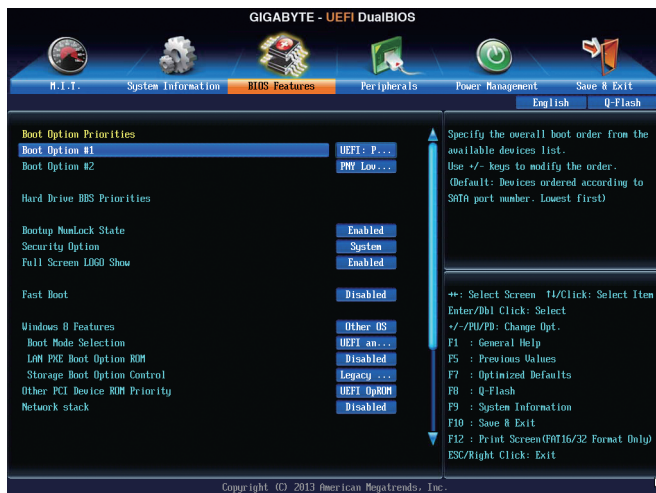 GIGABYTE - UEFI DualBIOS
M.I.T. System Information BIOS Features Peripherals Power Management Save & Exit
English Q-Flash
Boot Option Priorities
Boot Option #1 UEFI: P...
Boot Option #2 PNY Lov...
Hard Drive BBS Priorities
Bootup NumLock State Enabled
Security Option System
Full Screen LOGO Show Enabled
Fast Boot Disabled
Windows 8 Features Other OS
Boot Mode Selection UEFI an...
LAN PXE Boot Option ROM Disabled
Storage Boot Option Control Legacy ...
Other PCI Device ROM Priority UEFI OpROM
Network stack Disabled
Specify the overall boot order from the
available devices list.
Use +/- keys to modify the order.
(Default: Devices ordered according to
SATA port number. Lowest first)
→←: Select Screen ↑↓/Click: Select Item
Enter/Dbl Click: Select
+/-/PU/PD: Change Opt.
F1 : General Help
F5 : Previous Values
F7 : Optimized Defaults
F8 : Q-Flash
F9 : System Information
F10 : Save & Exit
F12 : Print Screen(FAT16/32 Format Only)
ESC/Right Click: Exit
Copyright (C) 2013 American Megatrends, Inc.